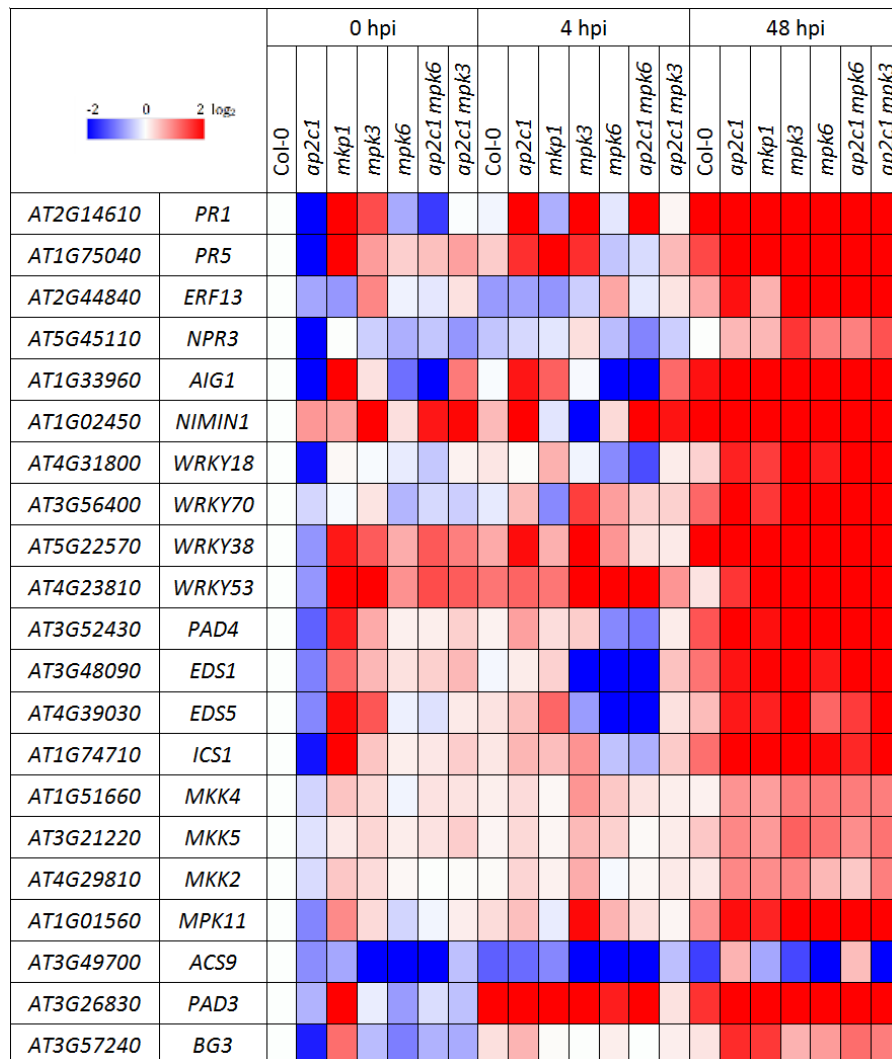 0 hpi 4 hpi 48 hpi
-2 0 2 log2
Col-0 ap2c1 mkp1 mpk3 mpk6 ap2c1 mpk6 ap2c1 mpk3 Col-0 ap2c1 mkp1 mpk3 mpk6 ap2c1 mpk6 ap2c1 mpk3 Col-0 ap2c1 mkp1 mpk3 mpk6 ap2c1 mpk6 ap2c1 mpk3
AT2G14610 PR1
AT1G75040 PR5
AT2G44840 ERF13
AT5G45110 NPR3
AT1G33960 AIG1
AT1G02450 NIMIN1
AT4G31800 WRKY18
AT3G56400 WRKY70
AT5G22570 WRKY38
AT4G23810 WRKY53
AT3G52430 PAD4
AT3G48090 EDS1
AT4G39030 EDS5
AT1G74710 ICS1
AT1G51660 MKK4
AT3G21220 MKK5
AT4G29810 MKK2
AT1G01560 MPK11
AT3G49700 ACS9
AT3G26830 PAD3
AT3G57240 BG3